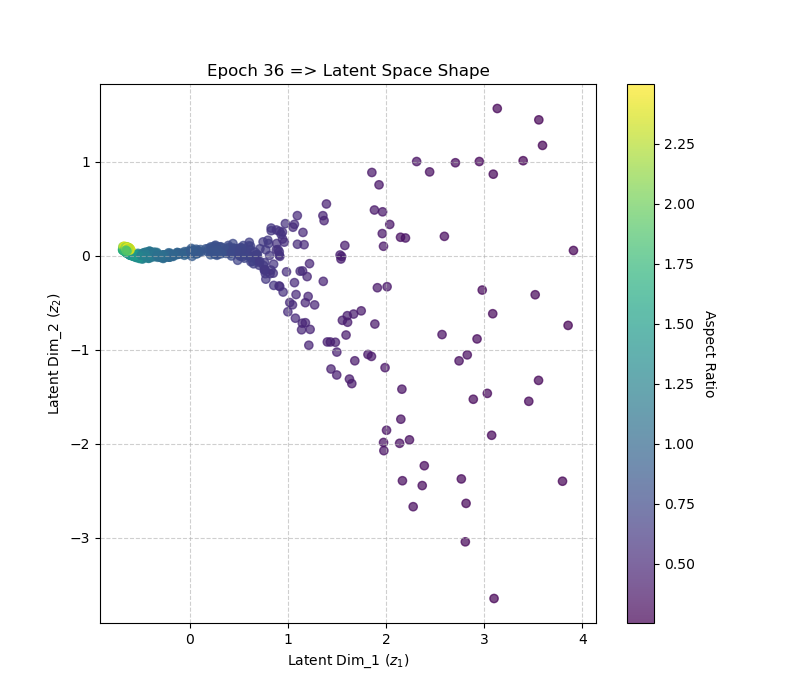 Epoch 36 => Latent Space Shape
1
0
−1
−2
−3
Latent Dim_2 (z₂)
0 1 2 3 4
Latent Dim_1 (z₁)
2.25
2.00
1.75
1.50
1.25
1.00
0.75
0.50
Aspect Ratio